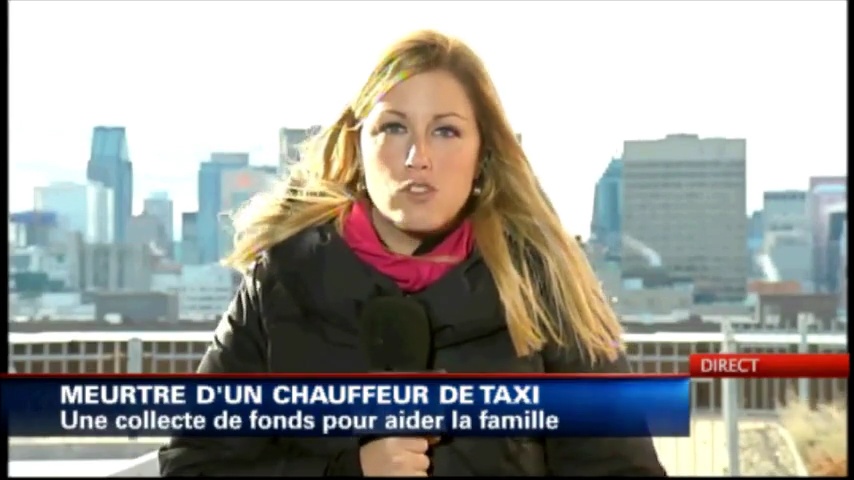 DIRECT
MEURTRE D'UN CHAUFFEUR DE TAXI
Une collecte de fonds pour aider la famille